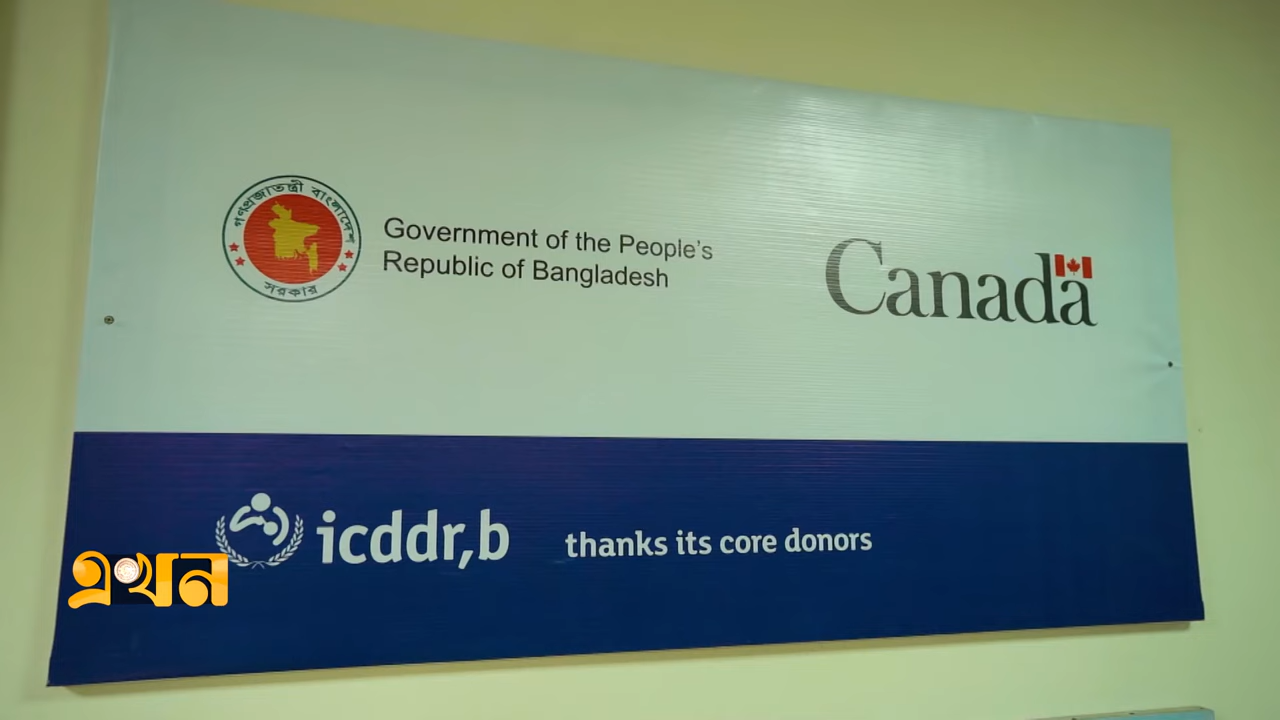 গণপ্রজাতন্ত্রী বাংলাদেশ
সরকার
Government of the People's
Republic of Bangladesh
Canada
icddr,b
thanks its core donors
এখন